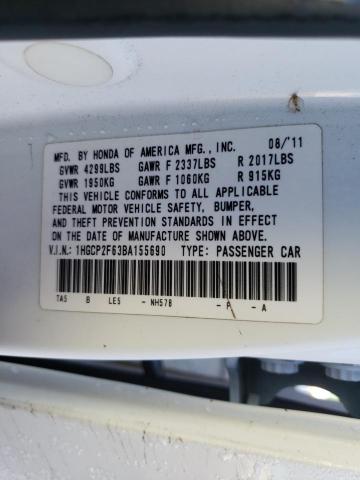 MFD. BY HONDA OF AMERICA MFG., INC. 08/'11
GVWR 4299LBS GAWR F 2337LBS R 2017LBS
GVWR 1950KG GAWR F 1060KG R 915KG
THIS VEHICLE CONFORMS TO ALL APPLICABLE
FEDERAL MOTOR VEHICLE SAFETY, BUMPER,
AND THEFT PREVENTION STANDARDS IN EFFECT
ON THE DATE OF MANUFACTURE SHOWN ABOVE.
V.I.N.: 1HGCP2F63BA155690 TYPE: PASSENGER CAR
TA5 B LE5 - NH578 - P - A